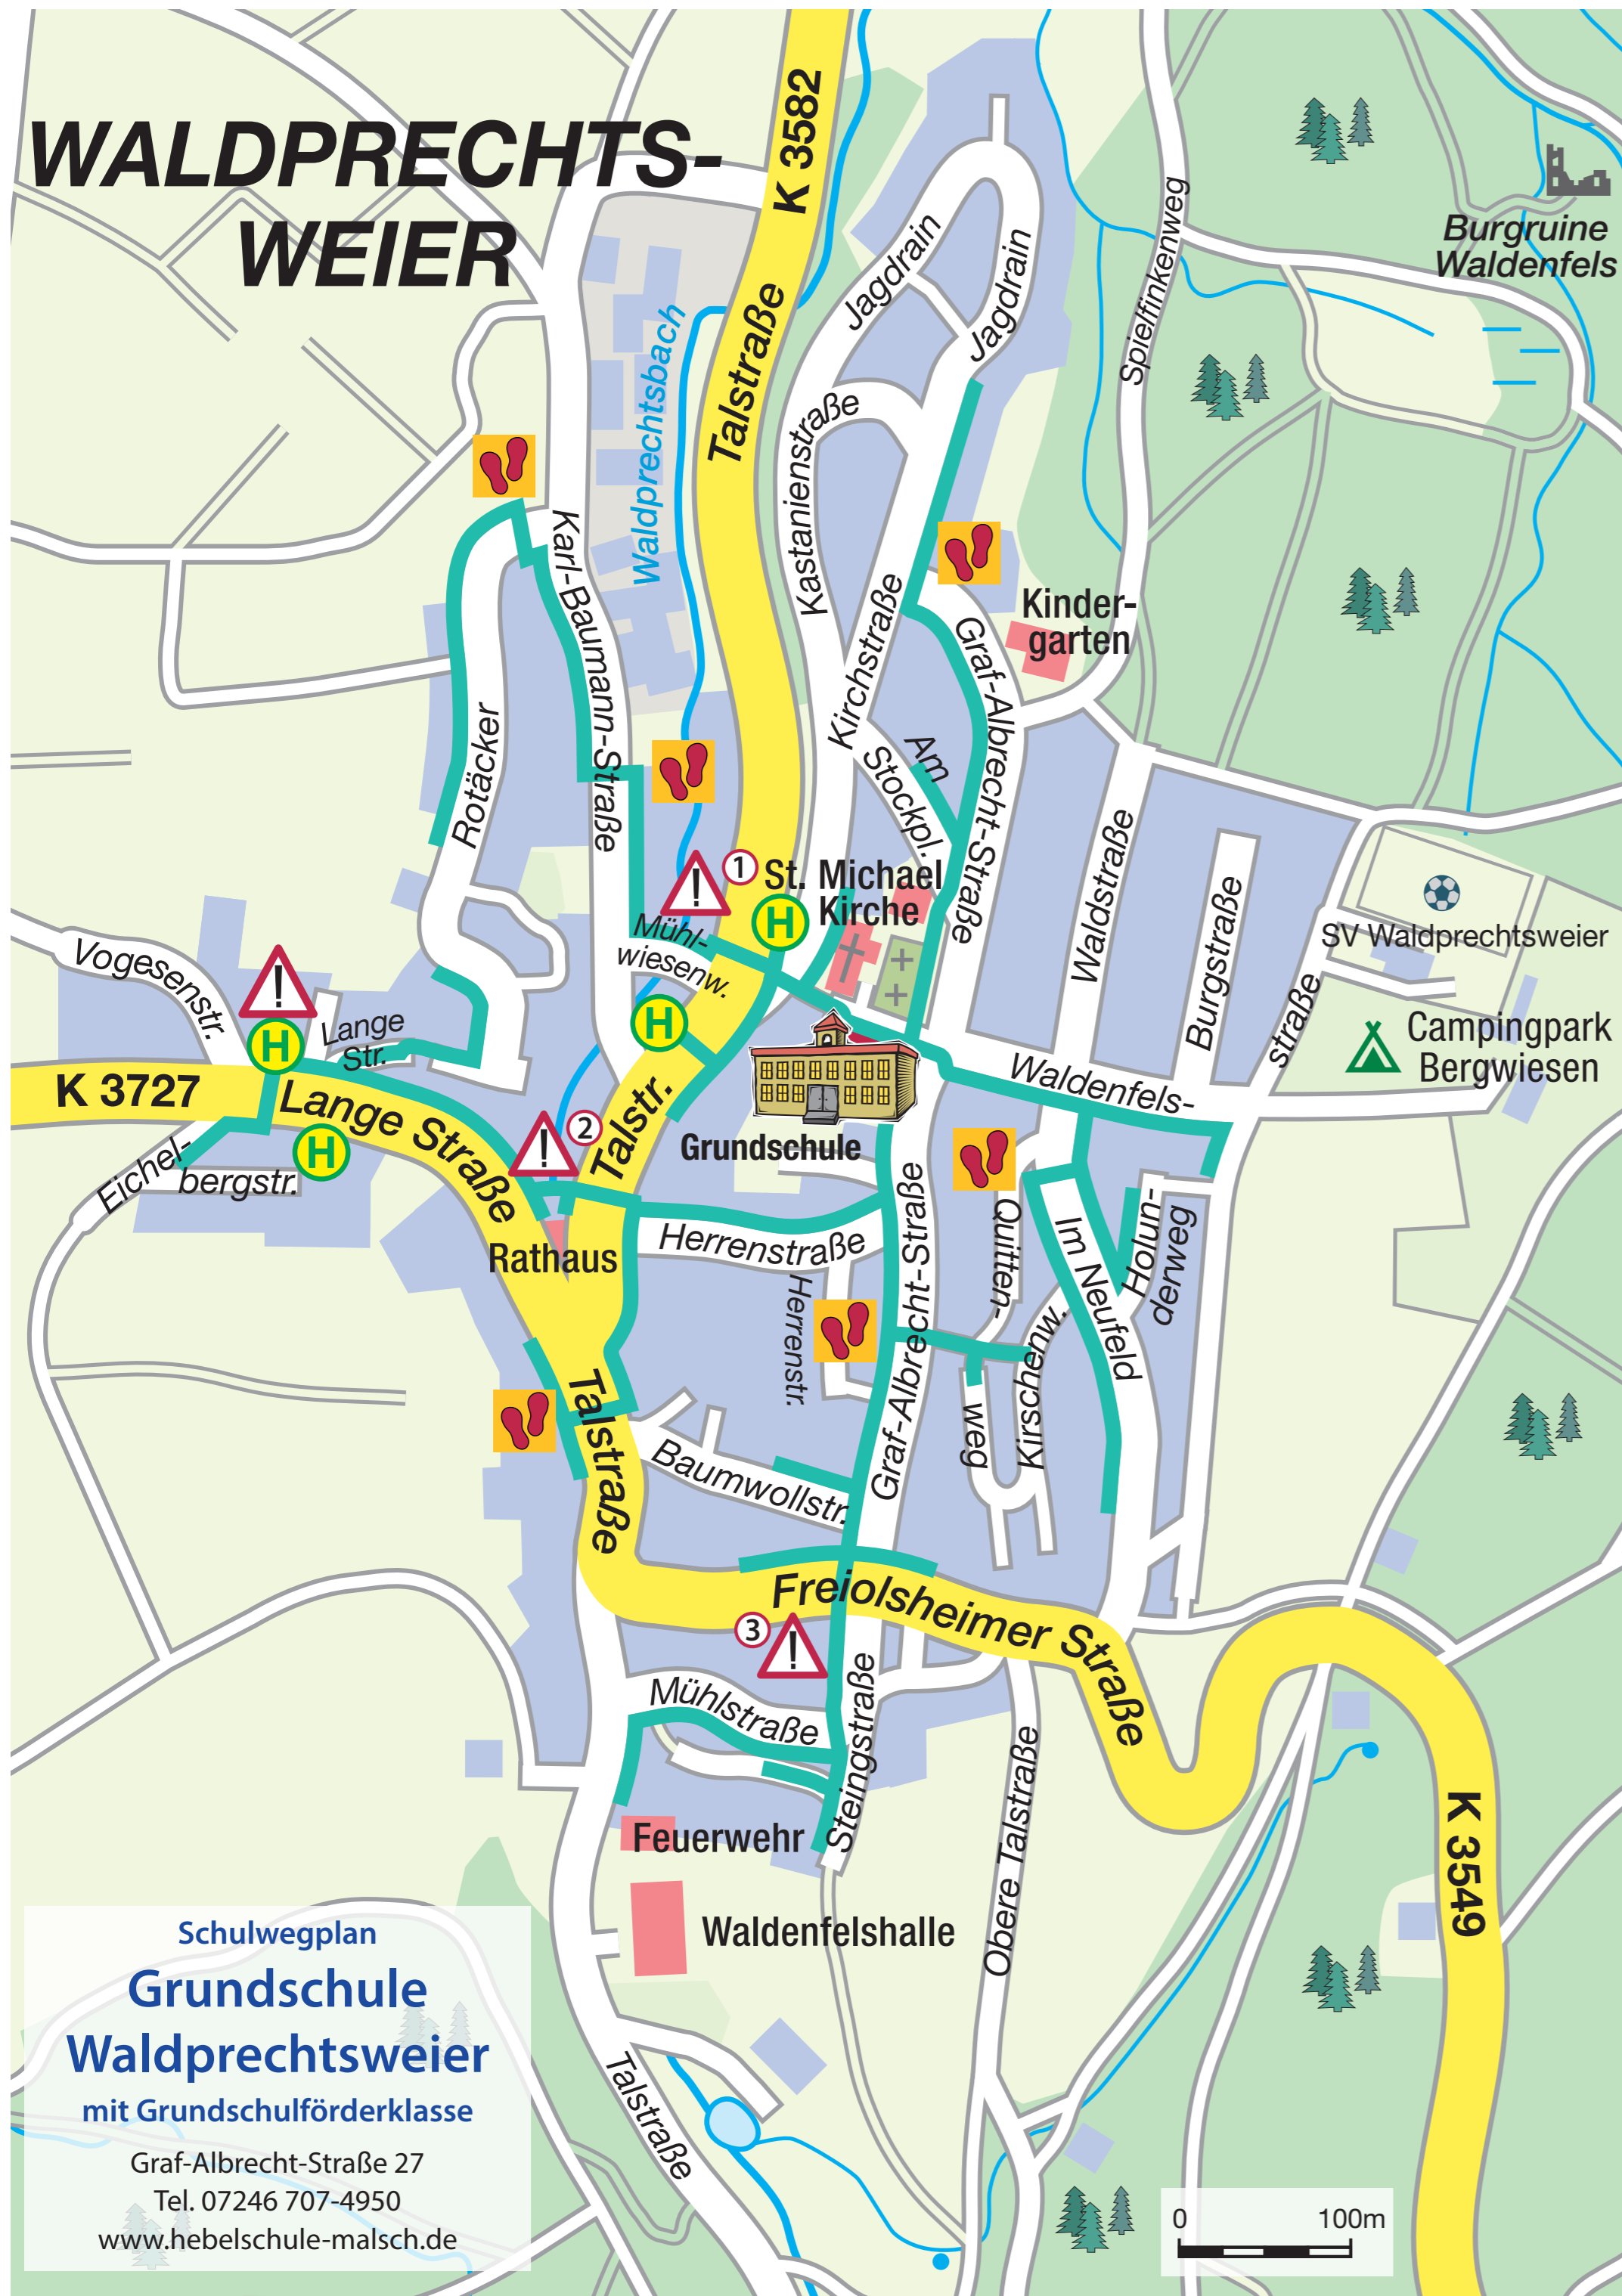 WALDPRECHTS-
WEIER
K 3582
Talstraße
Waldprechtsbach
Jagdrain
Jagdrain
Spielfinkenweg
Burgruine
Waldenfels
Kastanienstraße
Kirchstraße
Karl-Baumann-Straße
Rotäcker
Kinder-
garten
Graf-Albrecht-Straße
Am
Stockpl.
Waldstraße
Burgstraße
1
St. Michael
Kirche
H
Mühl-
wiesenw.
H
SV Waldprechtsweier
Campingpark
Bergwiesen
Vogesenstr.
H
Lange
Str.
K 3727
Lange Straße
H
Eichel-
bergstr.
2
Talstr.
Grundschule
Waldenfels-
straße
Rathaus
Herrenstraße
Herrenstr.
Graf-Albrecht-Straße
Quitten-
weg
Kirschenw.
Im Neufeld
Holun-
derweg
Talstraße
Baumwollstr.
Freiolsheimer Straße
3
Mühlstraße
Steingstraße
Obere Talstraße
K 3549
Feuerwehr
Waldenfelshalle
Talstraße
Schulwegplan
Grundschule
Waldprechtsweier
mit Grundschulförderklasse
Graf-Albrecht-Straße 27
Tel. 07246 707-4950
www.hebelschule-malsch.de
0 100m